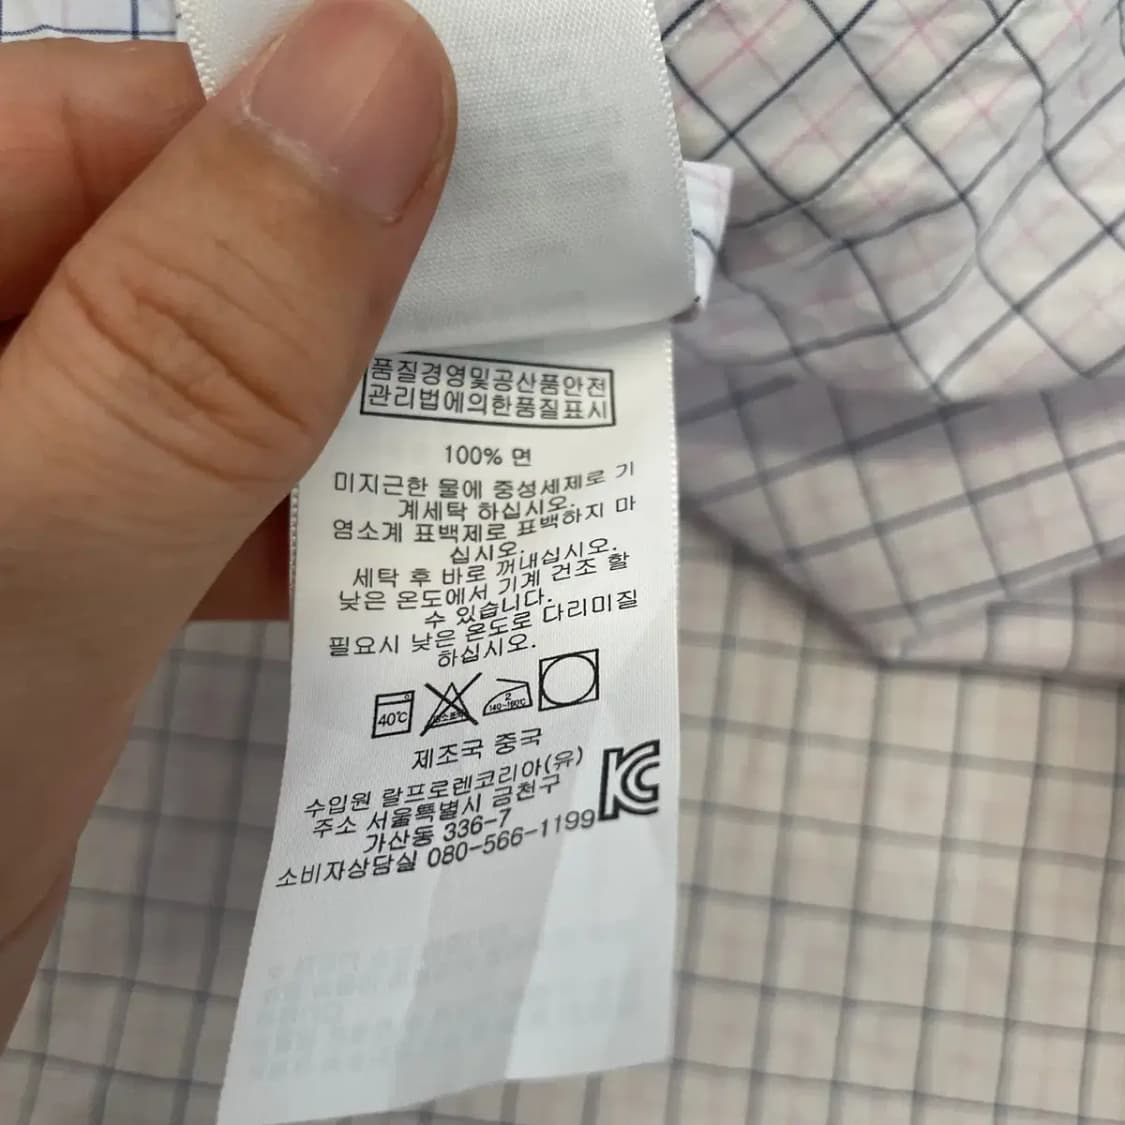 품질경영및공산품안전
관리법에의한품질표시
100% 면
미지근한 물에 중성세제로 기
계세탁 하십시오.
염소계 표백제로 표백하지 마
십시오.
세탁 후 바로 꺼내십시오.
낮은 온도에서 기계 건조 할
수 있습니다.
필요시 낮은 온도로 다리미질
하십시오.
40℃
2
140~160℃
제조국 중국
수입원 랄프로렌코리아(유)
주소 서울특별시 금천구
가산동 336-7
소비자상담실 080-566-1199
KC